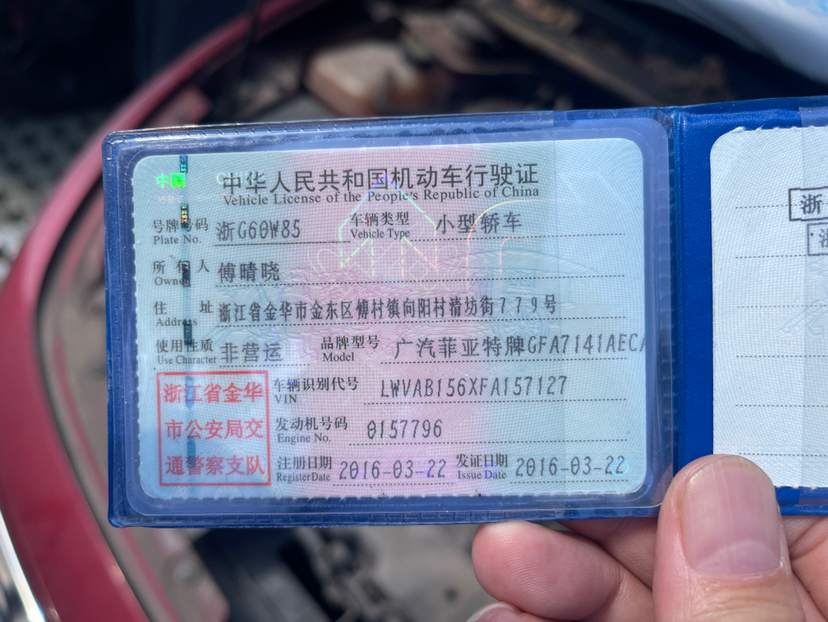 中国 CHINA
中华人民共和国机动车行驶证
Vehicle License of the People's Republic of China
号牌号码 浙G60W85 车辆类型 小型轿车
Plate No. Vehicle Type
所有人 傅晴晓
Owner
住址 浙江省金华市金东区傅村镇向阳村清坊街779号
Address
使用性质 非营运 品牌型号 广汽菲亚特牌GFA7141AECA
Use Character Model
浙江省金华 车辆识别代号 LWVAB156XFA157127
VIN
市公安局交 发动机号码 0157796
Engine No.
通警察支队 注册日期 2016-03-22 发证日期 2016-03-22
Register Date Issue Date
浙